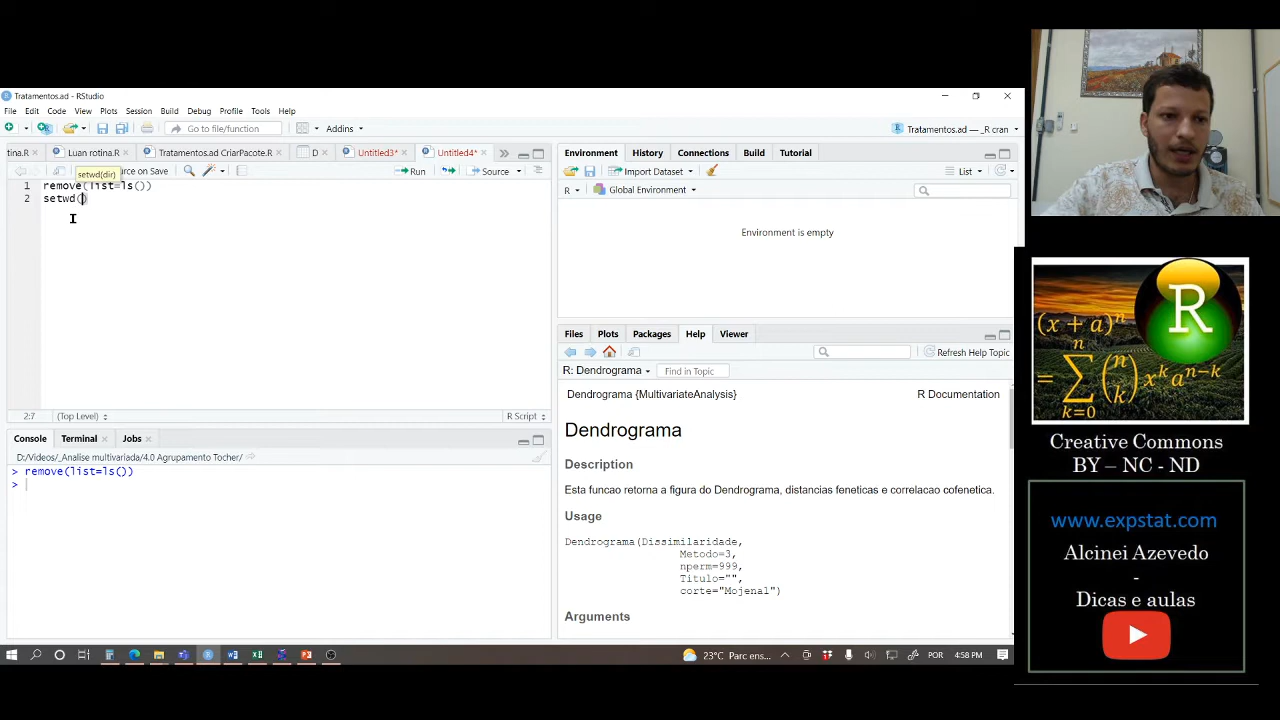 Tratamentos.ad - RStudio
File Edit Code View Plots Session Build Debug Profile Tools Help
Go to file/function Addins
Tratamentos.ad — _R cran
tina.R Luan rotina.R Tratamentos.ad CriarPacote.R D Untitled3* Untitled4*
setwd(dir)
rce on Save Run Source
1 remove(list=ls())
2 setwd()
2:7 (Top Level) R Script
Console Terminal Jobs
D:/Videos/_Analise multivariada/4.0 Agrupamento Tocher/
> remove(list=ls())
>
Environment History Connections Build Tutorial
Import Dataset List
R Global Environment
Environment is empty
Files Plots Packages Help Viewer
Refresh Help Topic
R: Dendrograma Find in Topic
Dendrograma {MultivariateAnalysis} R Documentation
Dendrograma
Description
Esta funcao retorna a figura do Dendrograma, distancias feneticas e correlacao cofenetica.
Usage
Dendrograma(Dissimilaridade,
Metodo=3,
nperm=999,
Titulo="",
corte="Mojenal")
Arguments
23°C Parc ens... POR 4:58 PM
R
(x + a)^n
= ∑ (n k) x^k a^{n−k}
n
k=0
Creative Commons
BY – NC - ND
www.expstat.com
Alcinei Azevedo
-
Dicas e aulas